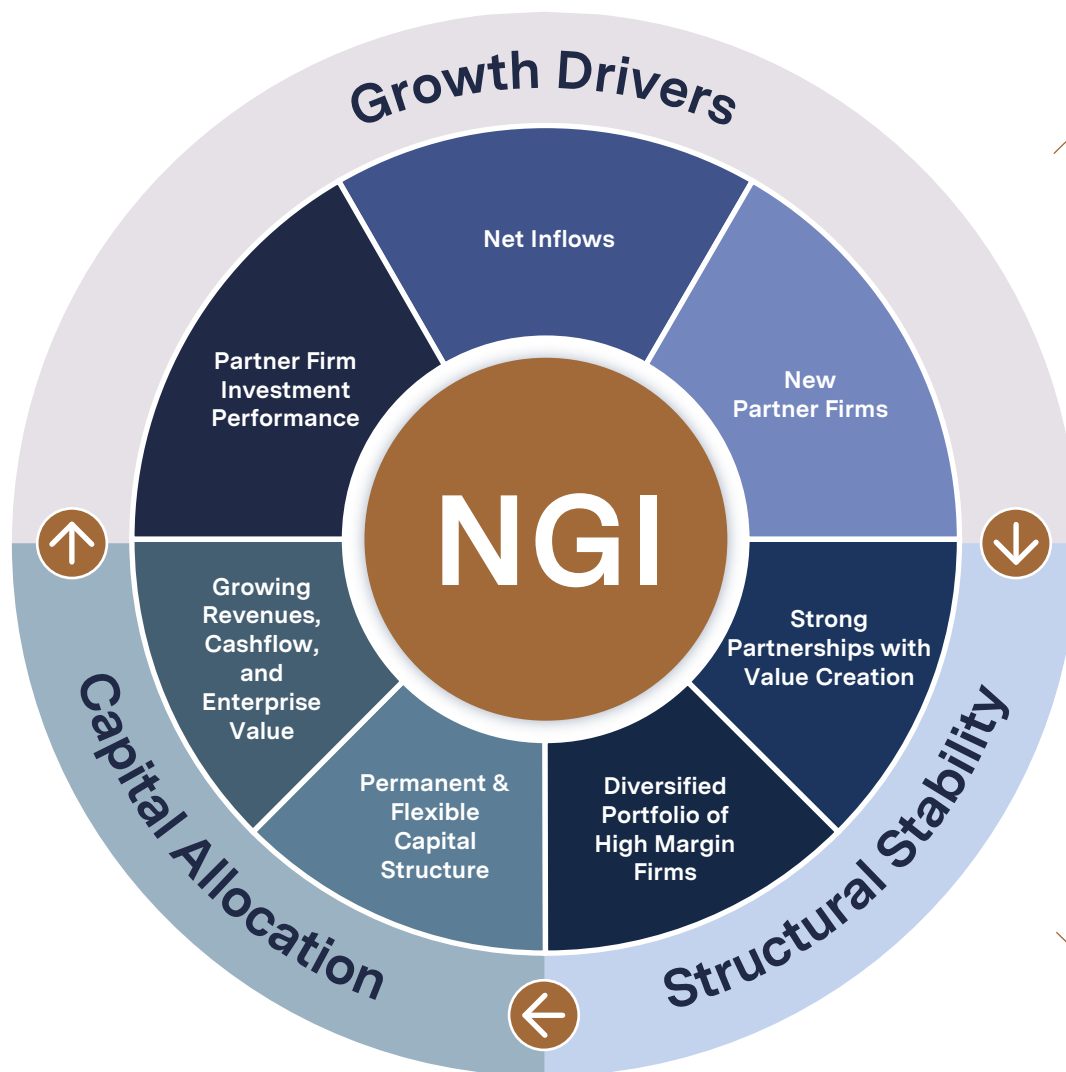 Growth Drivers
Net Inflows
New
Partner Firms
Partner Firm
Investment
Performance
NGI
Strong
Partnerships with
Value Creation
Diversified
Portfolio of
High Margin
Firms
Structural Stability
Permanent &
Flexible
Capital
Structure
Growing
Revenues,
Cashflow,
and
Enterprise
Value
Capital Allocation